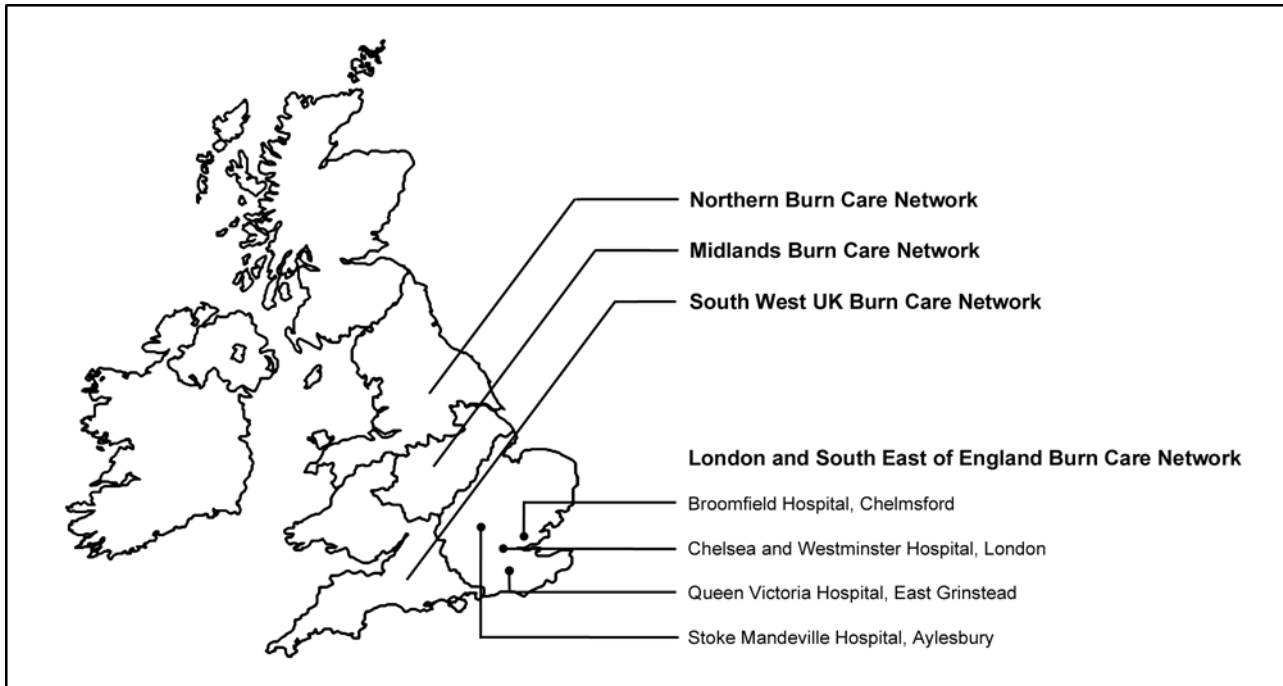 Northern Burn Care Network
Midlands Burn Care Network
South West UK Burn Care Network
London and South East of England Burn Care Network
Broomfield Hospital, Chelmsford
Chelsea and Westminster Hospital, London
Queen Victoria Hospital, East Grinstead
Stoke Mandeville Hospital, Aylesbury